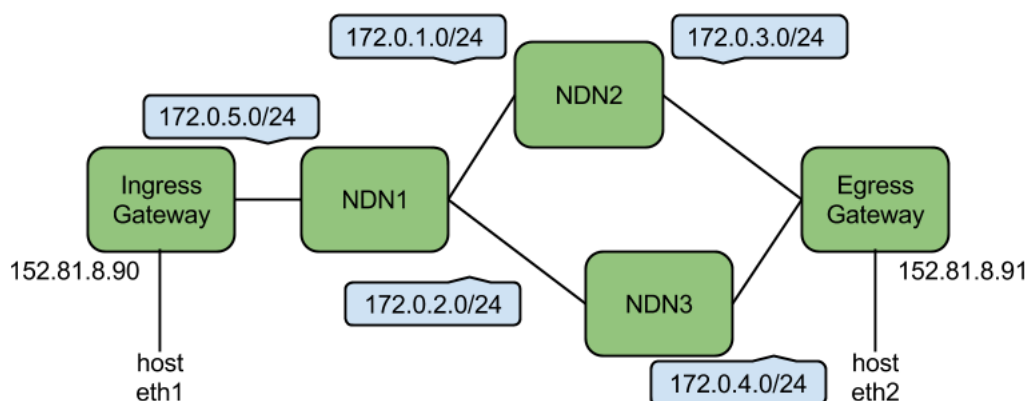 172.0.1.0/24
172.0.3.0/24
NDN2
172.0.5.0/24
Ingress
Gateway
NDN1
Egress
Gateway
152.81.8.90
152.81.8.91
172.0.2.0/24
NDN3
host
eth1
host
eth2
172.0.4.0/24